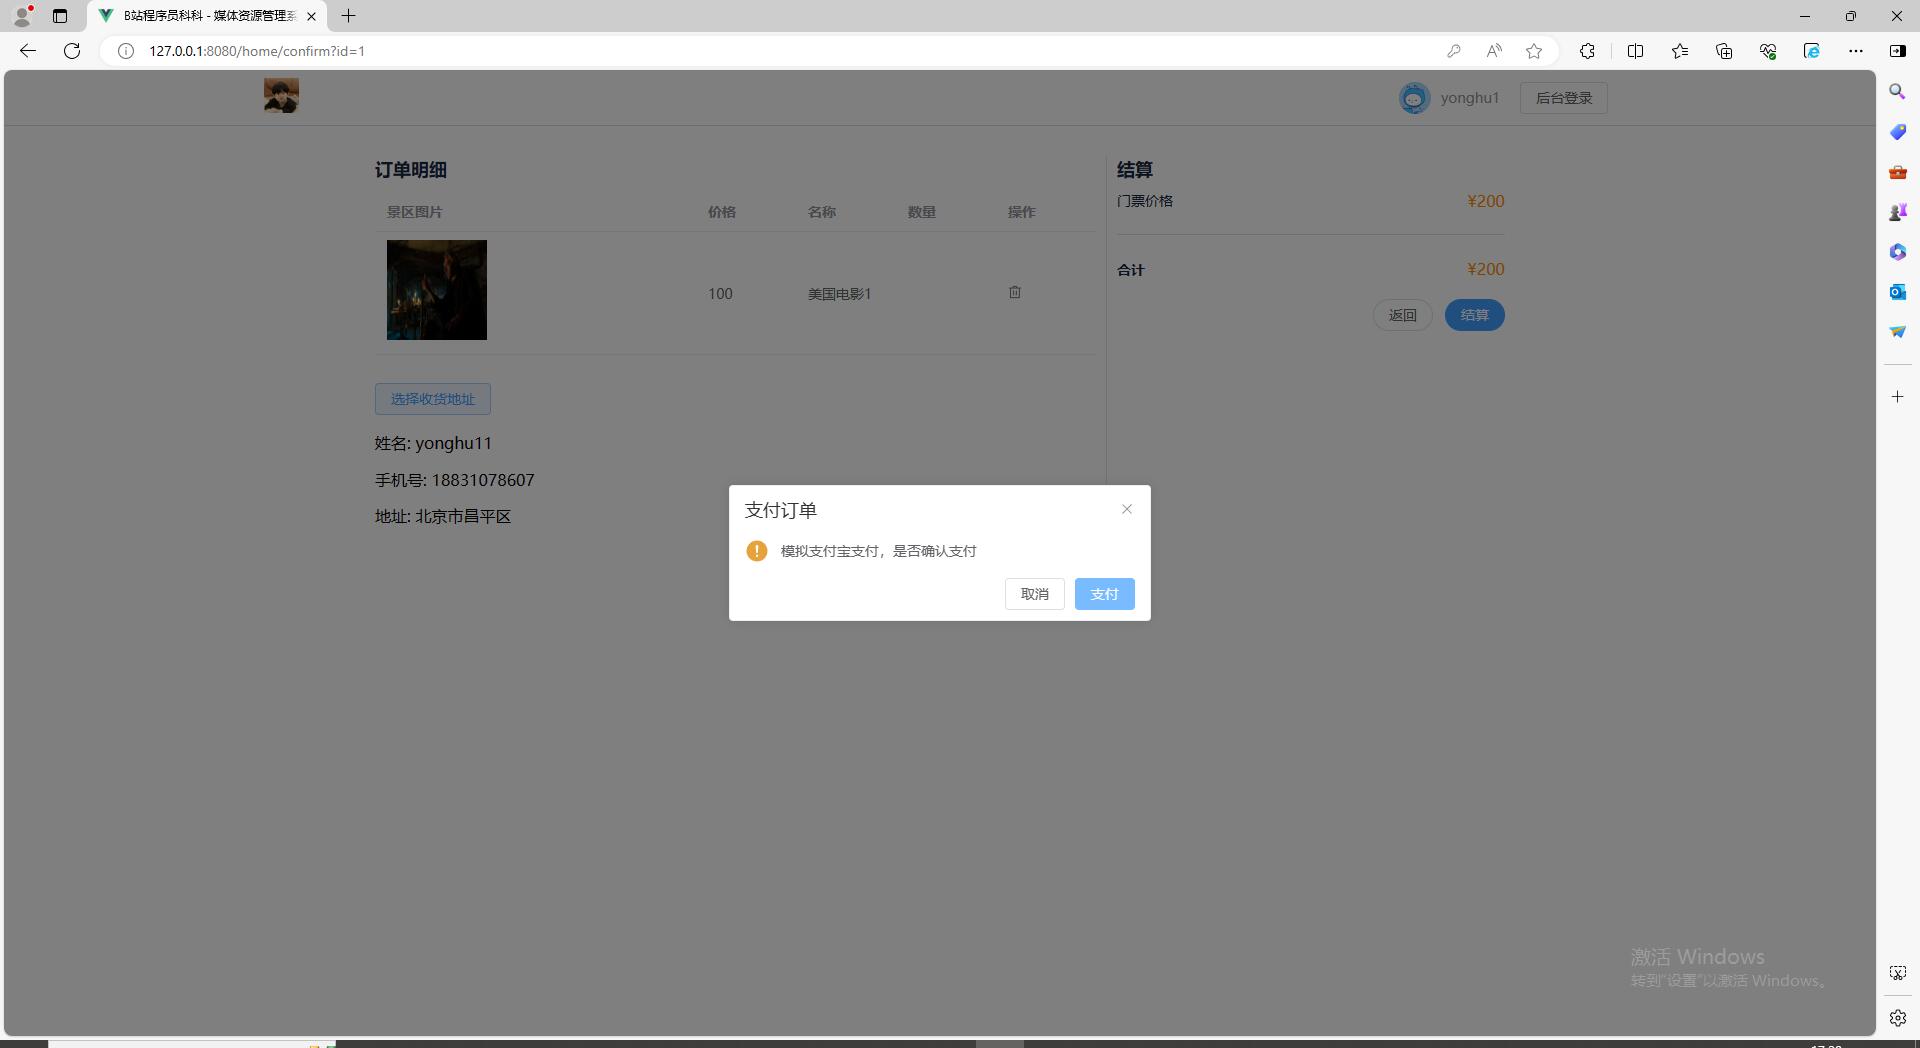 B站程序员科科 - 媒体资源管理系
127.0.0.1:8080/home/confirm?id=1
yonghu1
后台登录
订单明细
景区图片 价格 名称 数量 操作
100 美国电影1
选择收货地址
姓名: yonghu11
手机号: 18831078607
地址: 北京市昌平区
结算
门票价格 ¥200
合计 ¥200
返回 结算
支付订单
模拟支付宝支付，是否确认支付
取消 支付
激活 Windows
转到"设置"以激活 Windows。